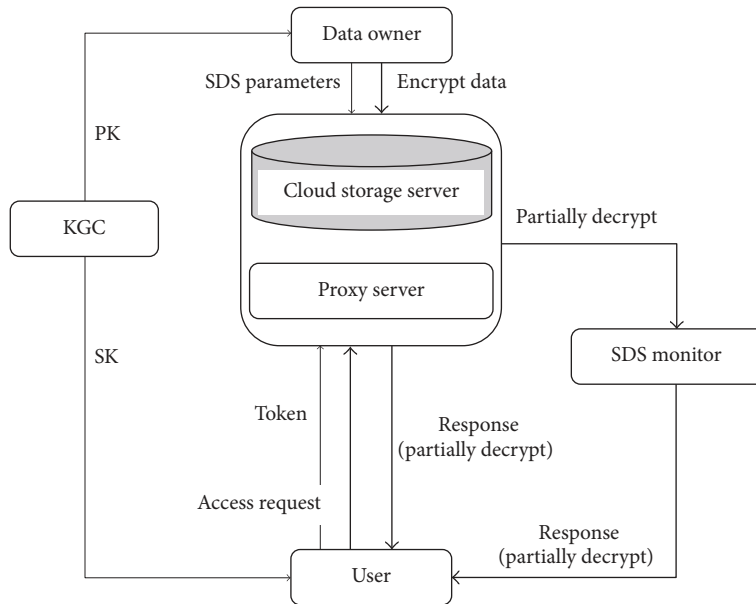 Data owner
SDS parameters
Encrypt data
PK
Cloud storage server
KGC
Partially decrypt
Proxy server
SK
SDS monitor
Token
Response
(partially decrypt)
Access request
Response
(partially decrypt)
User